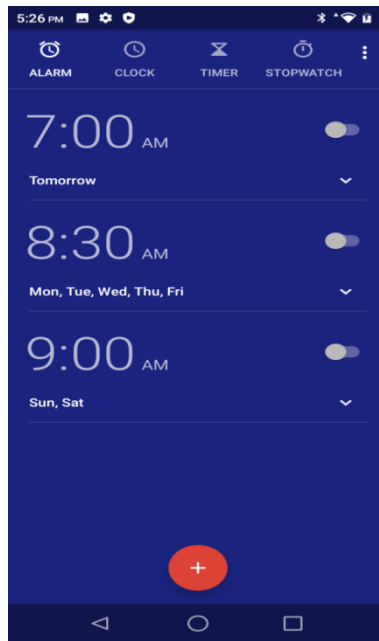 5:26 PM
ALARM CLOCK TIMER STOPWATCH
7:00 AM
Tomorrow
8:30 AM
Mon, Tue, Wed, Thu, Fri
9:00 AM
Sun, Sat